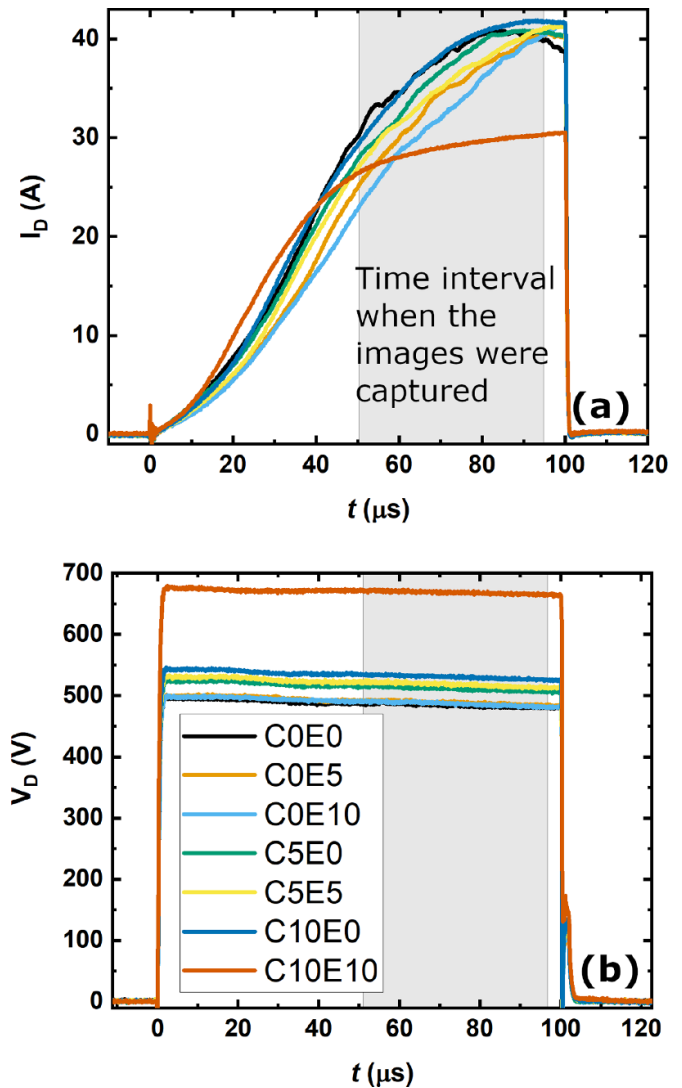 40
30
20
10
0
I_D (A)
Time interval
when the
images were
captured
(a)
0 20 40 60 80 100 120
t (μs)
700
600
500
400
300
200
100
0
V_D (V)
C0E0
C0E5
C0E10
C5E0
C5E5
C10E0
C10E10
(b)
0 20 40 60 80 100 120
t (μs)